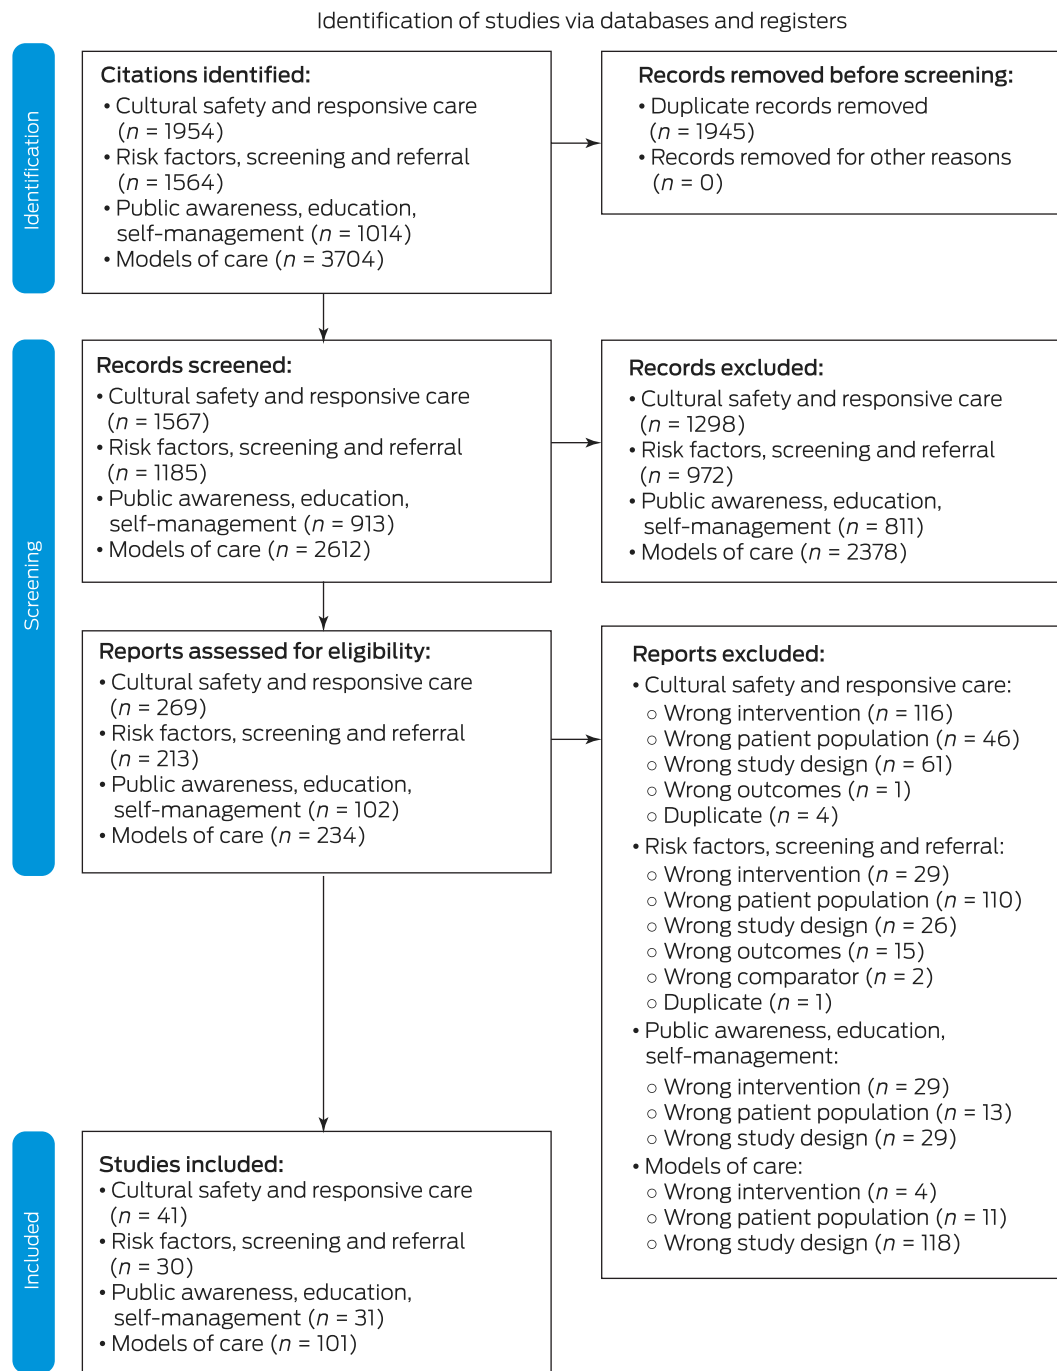 Identification of studies via databases and registers
Identification
Citations identified:
• Cultural safety and responsive care
(n = 1954)
• Risk factors, screening and referral
(n = 1564)
• Public awareness, education,
self-management (n = 1014)
• Models of care (n = 3704)
Records removed before screening:
• Duplicate records removed
(n = 1945)
• Records removed for other reasons
(n = 0)
Screening
Records screened:
• Cultural safety and responsive care
(n = 1567)
• Risk factors, screening and referral
(n = 1185)
• Public awareness, education,
self-management (n = 913)
• Models of care (n = 2612)
Records excluded:
• Cultural safety and responsive care
(n = 1298)
• Risk factors, screening and referral
(n = 972)
• Public awareness, education,
self-management (n = 811)
• Models of care (n = 2378)
Reports assessed for eligibility:
• Cultural safety and responsive care
(n = 269)
• Risk factors, screening and referral
(n = 213)
• Public awareness, education,
self-management (n = 102)
• Models of care (n = 234)
Reports excluded:
• Cultural safety and responsive care:
○ Wrong intervention (n = 116)
○ Wrong patient population (n = 46)
○ Wrong study design (n = 61)
○ Wrong outcomes (n = 1)
○ Duplicate (n = 4)
• Risk factors, screening and referral:
○ Wrong intervention (n = 29)
○ Wrong patient population (n = 110)
○ Wrong study design (n = 26)
○ Wrong outcomes (n = 15)
○ Wrong comparator (n = 2)
○ Duplicate (n = 1)
• Public awareness, education,
self-management:
○ Wrong intervention (n = 29)
○ Wrong patient population (n = 13)
○ Wrong study design (n = 29)
• Models of care:
○ Wrong intervention (n = 4)
○ Wrong patient population (n = 11)
○ Wrong study design (n = 118)
Included
Studies included:
• Cultural safety and responsive care
(n = 41)
• Risk factors, screening and referral
(n = 30)
• Public awareness, education,
self-management (n = 31)
• Models of care (n = 101)